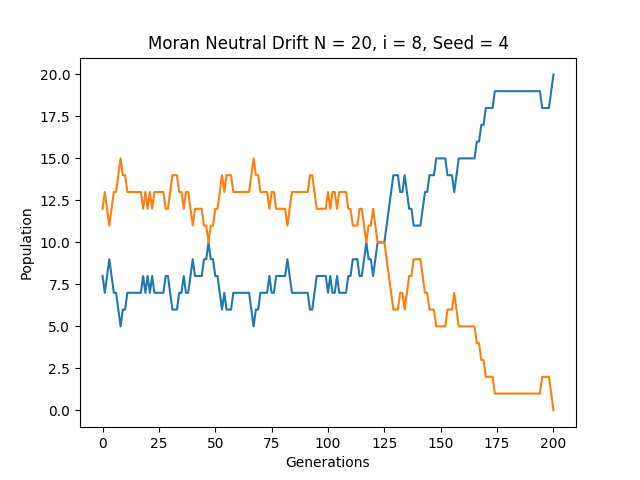 Moran Neutral Drift N = 20, i = 8, Seed = 4
20.0
17.5
15.0
12.5
10.0
7.5
5.0
2.5
0.0
Population
0 25 50 75 100 125 150 175 200
Generations